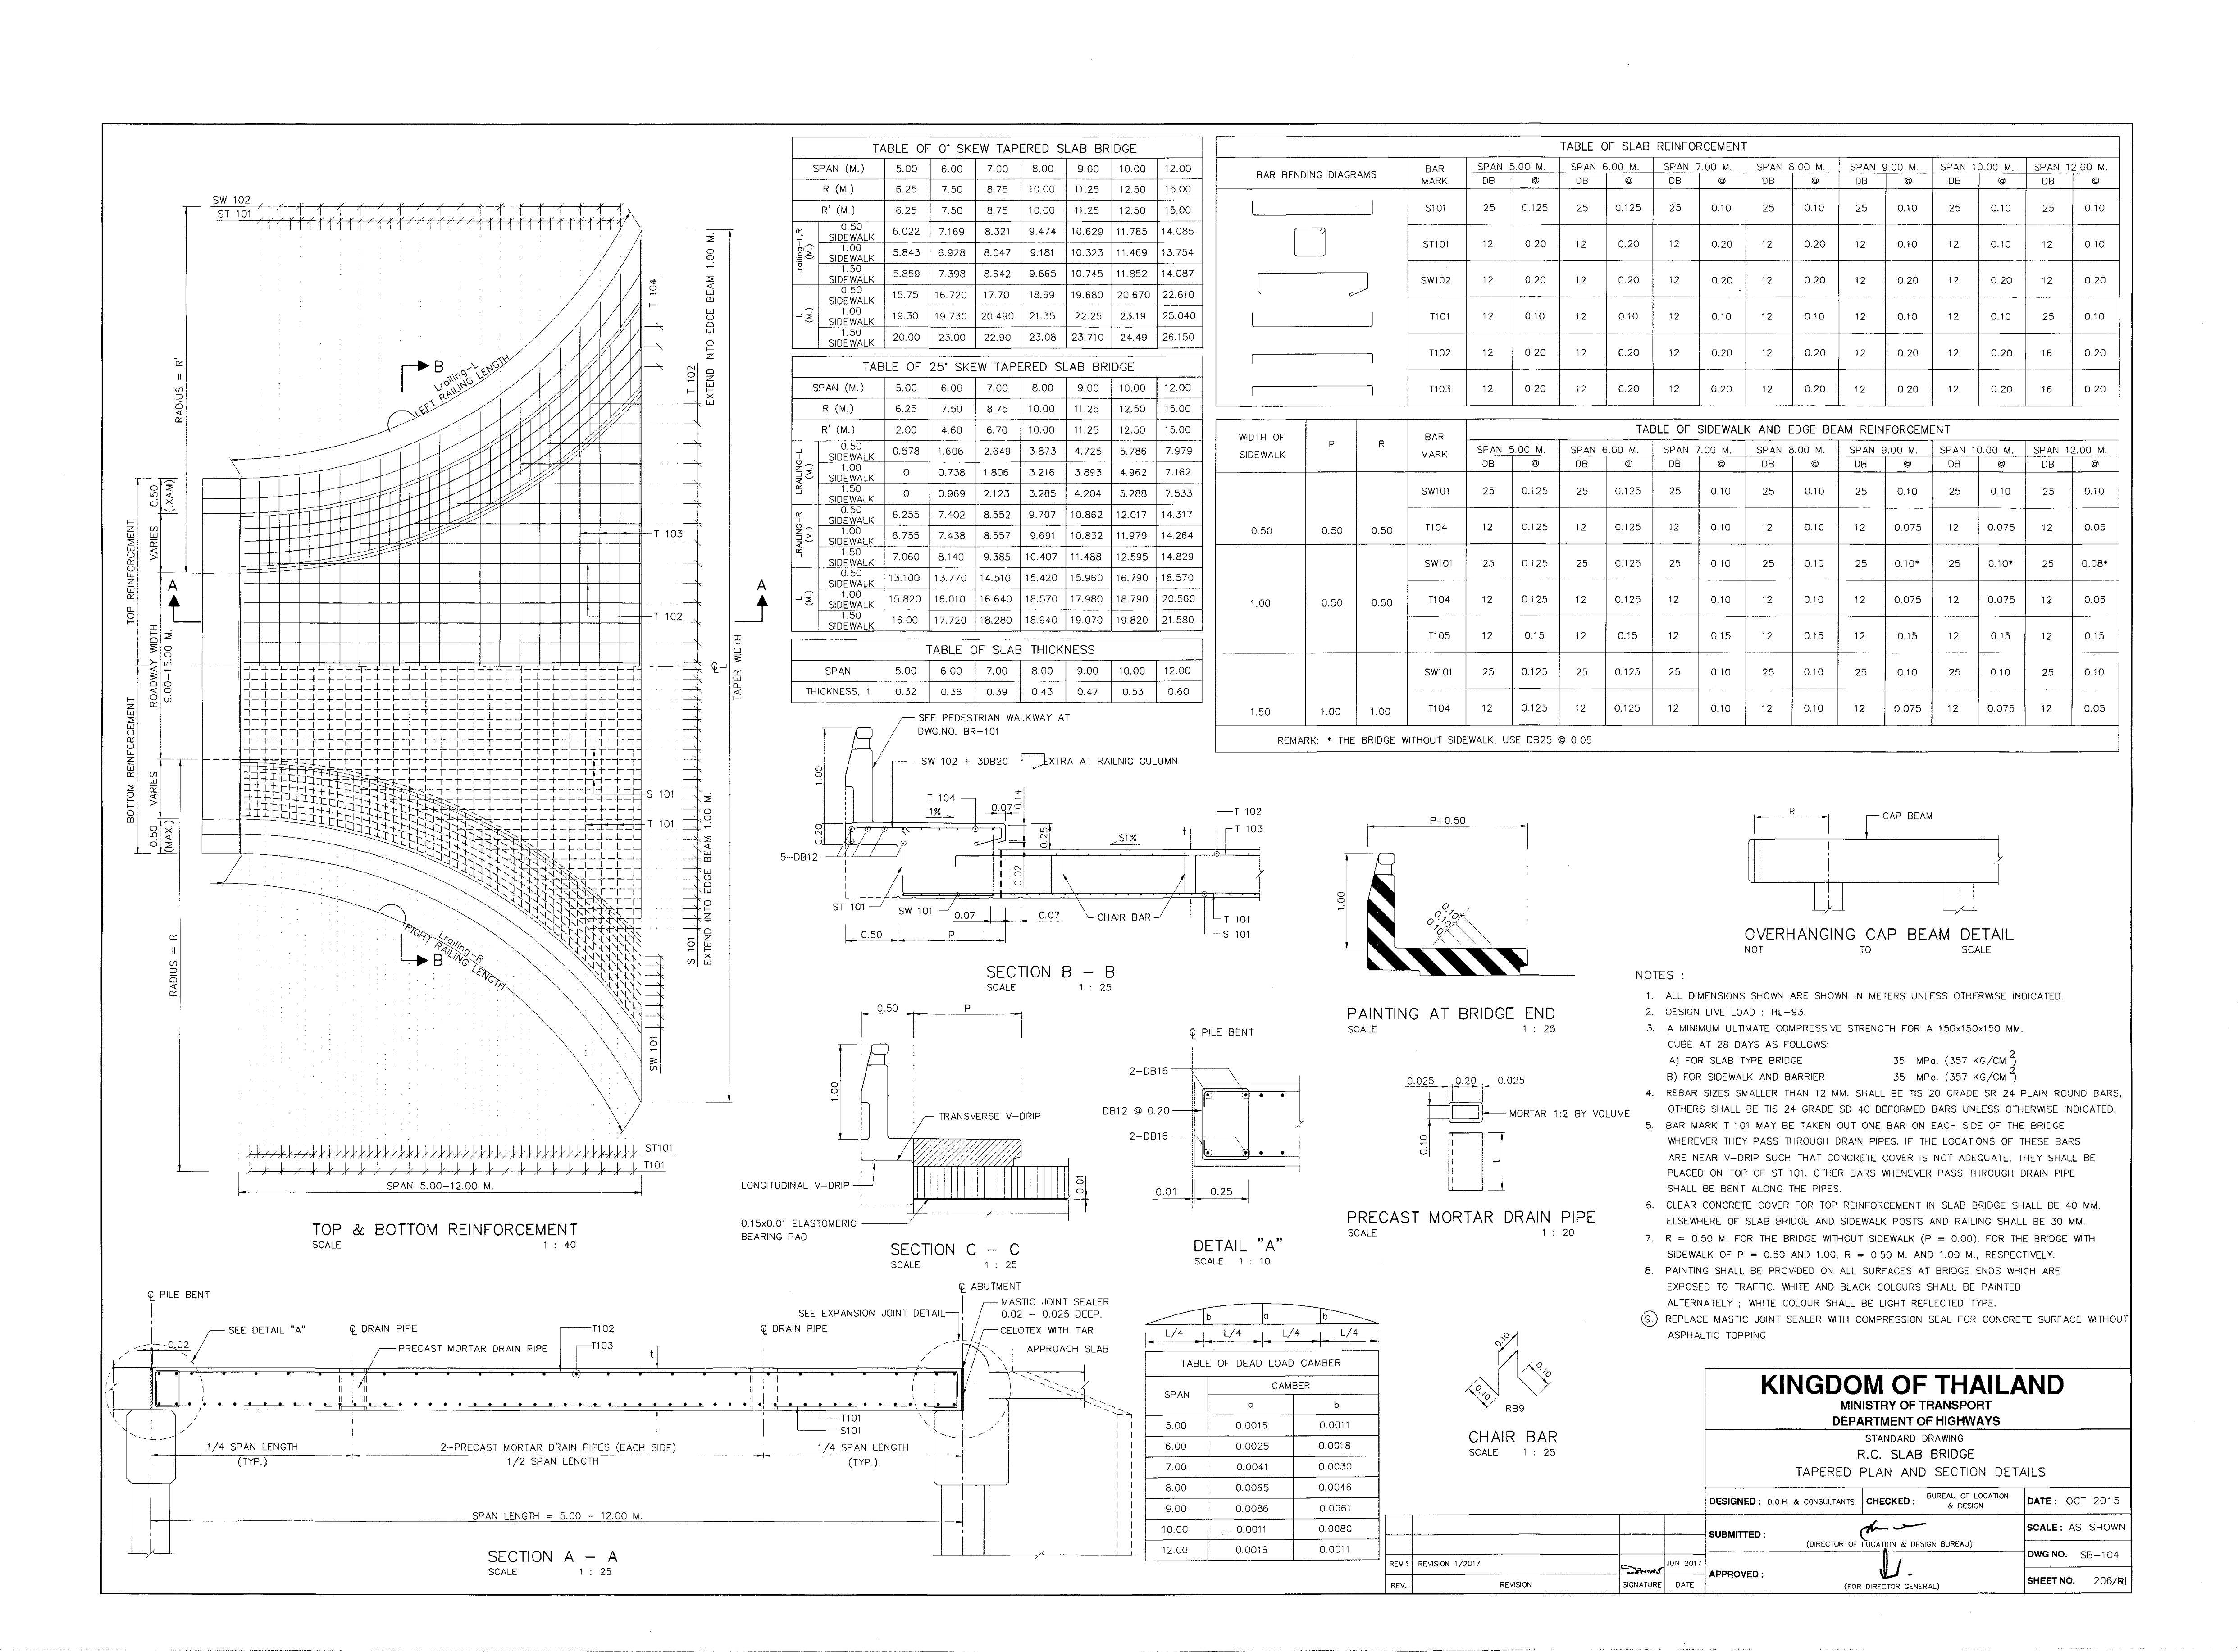 SW 102
ST 101
RADIUS = R'
Lrailing-L
LEFT RAILING LENGTH
B
T 104
EXTEND INTO EDGE BEAM 1.00 M.
T 102
0.50
(.XAM)
VARIES
TOP REINFORCEMENT
A
A
T 103
T 102
ROADWAY WIDTH
9.00-15.00 M.
TAPER WIDTH
BOTTOM REINFORCEMENT
VARIES
0.50
(MAX.)
S 101
T 101
RADIUS = R
Lrailing-R
RIGHT RAILING LENGTH
B
S 101
EXTEND INTO EDGE BEAM 1.00 M.
SW 101
ST101
T101
SPAN 5.00-12.00 M.
TOP & BOTTOM REINFORCEMENT
SCALE 1 : 40
TABLE OF 0° SKEW TAPERED SLAB BRIDGE
SPAN (M.) 5.00 6.00 7.00 8.00 9.00 10.00 12.00
R (M.) 6.25 7.50 8.75 10.00 11.25 12.50 15.00
R' (M.) 6.25 7.50 8.75 10.00 11.25 12.50 15.00
Lrailing-L,R (M.)
0.50 SIDEWALK 6.022 7.169 8.321 9.474 10.629 11.785 14.085
1.00 SIDEWALK 5.843 6.928 8.047 9.181 10.323 11.469 13.754
1.50 SIDEWALK 5.859 7.398 8.642 9.665 10.745 11.852 14.087
L (M.)
0.50 SIDEWALK 15.75 16.720 17.70 18.69 19.680 20.670 22.610
1.00 SIDEWALK 19.30 19.730 20.490 21.35 22.25 23.19 25.040
1.50 SIDEWALK 20.00 23.00 22.90 23.08 23.710 24.49 26.150
TABLE OF 25° SKEW TAPERED SLAB BRIDGE
SPAN (M.) 5.00 6.00 7.00 8.00 9.00 10.00 12.00
R (M.) 6.25 7.50 8.75 10.00 11.25 12.50 15.00
R' (M.) 2.00 4.60 6.70 10.00 11.25 12.50 15.00
LRAILING-L (M.)
0.50 SIDEWALK 0.578 1.606 2.649 3.873 4.725 5.786 7.979
1.00 SIDEWALK 0 0.738 1.806 3.216 3.893 4.962 7.162
1.50 SIDEWALK 0 0.969 2.123 3.285 4.204 5.288 7.533
LRAILING-R (M.)
0.50 SIDEWALK 6.255 7.402 8.552 9.707 10.862 12.017 14.317
1.00 SIDEWALK 6.755 7.438 8.557 9.691 10.832 11.979 14.264
1.50 SIDEWALK 7.060 8.140 9.385 10.407 11.488 12.595 14.829
L (M.)
0.50 SIDEWALK 13.100 13.770 14.510 15.420 15.960 16.790 18.570
1.00 SIDEWALK 15.820 16.010 16.640 18.570 17.980 18.790 20.560
1.50 SIDEWALK 16.00 17.720 18.280 18.940 19.070 19.820 21.580
TABLE OF SLAB THICKNESS
SPAN 5.00 6.00 7.00 8.00 9.00 10.00 12.00
THICKNESS, t 0.32 0.36 0.39 0.43 0.47 0.53 0.60
TABLE OF SLAB REINFORCEMENT
BAR BENDING DIAGRAMS BAR MARK SPAN 5.00 M. SPAN 6.00 M. SPAN 7.00 M. SPAN 8.00 M. SPAN 9.00 M. SPAN 10.00 M. SPAN 12.00 M.
DB @ DB @ DB @ DB @ DB @ DB @ DB @
S101 25 0.125 25 0.125 25 0.10 25 0.10 25 0.10 25 0.10 25 0.10
ST101 12 0.20 12 0.20 12 0.20 12 0.20 12 0.10 12 0.10 12 0.10
SW102 12 0.20 12 0.20 12 0.20 12 0.20 12 0.20 12 0.20 12 0.20
T101 12 0.10 12 0.10 12 0.10 12 0.10 12 0.10 12 0.10 25 0.10
T102 12 0.20 12 0.20 12 0.20 12 0.20 12 0.20 12 0.20 16 0.20
T103 12 0.20 12 0.20 12 0.20 12 0.20 12 0.20 12 0.20 16 0.20
TABLE OF SIDEWALK AND EDGE BEAM REINFORCEMENT
WIDTH OF SIDEWALK P R BAR MARK SPAN 5.00 M. SPAN 6.00 M. SPAN 7.00 M. SPAN 8.00 M. SPAN 9.00 M. SPAN 10.00 M. SPAN 12.00 M.
DB @ DB @ DB @ DB @ DB @ DB @ DB @
SW101 25 0.125 25 0.125 25 0.10 25 0.10 25 0.10 25 0.10 25 0.10
0.50 0.50 0.50 T104 12 0.125 12 0.125 12 0.10 12 0.10 12 0.075 12 0.075 12 0.05
SW101 25 0.125 25 0.125 25 0.10 25 0.10 25 0.10* 25 0.10* 25 0.08*
1.00 0.50 0.50 T104 12 0.125 12 0.125 12 0.10 12 0.10 12 0.075 12 0.075 12 0.05
T105 12 0.15 12 0.15 12 0.15 12 0.15 12 0.15 12 0.15 12 0.15
SW101 25 0.125 25 0.125 25 0.10 25 0.10 25 0.10 25 0.10 25 0.10
1.50 1.00 1.00 T104 12 0.125 12 0.125 12 0.10 12 0.10 12 0.075 12 0.075 12 0.05
REMARK: * THE BRIDGE WITHOUT SIDEWALK, USE DB25 @ 0.05
SEE PEDESTRIAN WALKWAY AT
DWG.NO. BR-101
SW 102 + 3DB20 EXTRA AT RAILNIG CULUMN
1.00
0.20
T 104
1%
0.07
0.14
0.25
S1%
t
T 102
T 103
5-DB12
0.02
ST 101
SW 101
0.07
0.07
CHAIR BAR
T 101
S 101
0.50
P
SECTION B - B
SCALE 1 : 25
0.50
P
1.00
TRANSVERSE V-DRIP
LONGITUDINAL V-DRIP
0.01
0.15x0.01 ELASTOMERIC
BEARING PAD
SECTION C - C
SCALE 1 : 25
℄ PILE BENT
2-DB16
DB12 @ 0.20
2-DB16
0.01
0.25
DETAIL "A"
SCALE 1 : 10
P+0.50
1.00
0.10
0.10
0.10
PAINTING AT BRIDGE END
SCALE 1 : 25
0.025 0.20 0.025
MORTAR 1:2 BY VOLUME
0.10
t
PRECAST MORTAR DRAIN PIPE
SCALE 1 : 20
R
CAP BEAM
OVERHANGING CAP BEAM DETAIL
NOT TO SCALE
NOTES :
1. ALL DIMENSIONS SHOWN ARE SHOWN IN METERS UNLESS OTHERWISE INDICATED.
2. DESIGN LIVE LOAD : HL-93.
3. A MINIMUM ULTIMATE COMPRESSIVE STRENGTH FOR A 150x150x150 MM.
CUBE AT 28 DAYS AS FOLLOWS:
A) FOR SLAB TYPE BRIDGE 35 MPa. (357 KG/CM²)
B) FOR SIDEWALK AND BARRIER 35 MPa. (357 KG/CM²)
4. REBAR SIZES SMALLER THAN 12 MM. SHALL BE TIS 20 GRADE SR 24 PLAIN ROUND BARS,
OTHERS SHALL BE TIS 24 GRADE SD 40 DEFORMED BARS UNLESS OTHERWISE INDICATED.
5. BAR MARK T 101 MAY BE TAKEN OUT ONE BAR ON EACH SIDE OF THE BRIDGE
WHEREVER THEY PASS THROUGH DRAIN PIPES. IF THE LOCATIONS OF THESE BARS
ARE NEAR V-DRIP SUCH THAT CONCRETE COVER IS NOT ADEQUATE, THEY SHALL BE
PLACED ON TOP OF ST 101. OTHER BARS WHENEVER PASS THROUGH DRAIN PIPE
SHALL BE BENT ALONG THE PIPES.
6. CLEAR CONCRETE COVER FOR TOP REINFORCEMENT IN SLAB BRIDGE SHALL BE 40 MM.
ELSEWHERE OF SLAB BRIDGE AND SIDEWALK POSTS AND RAILING SHALL BE 30 MM.
7. R = 0.50 M. FOR THE BRIDGE WITHOUT SIDEWALK (P = 0.00). FOR THE BRIDGE WITH
SIDEWALK OF P = 0.50 AND 1.00, R = 0.50 M. AND 1.00 M., RESPECTIVELY.
8. PAINTING SHALL BE PROVIDED ON ALL SURFACES AT BRIDGE ENDS WHICH ARE
EXPOSED TO TRAFFIC. WHITE AND BLACK COLOURS SHALL BE PAINTED
ALTERNATELY ; WHITE COLOUR SHALL BE LIGHT REFLECTED TYPE.
9. REPLACE MASTIC JOINT SEALER WITH COMPRESSION SEAL FOR CONCRETE SURFACE WITHOUT
ASPHALTIC TOPPING
℄ PILE BENT
0.02
SEE DETAIL "A"
℄ DRAIN PIPE
PRECAST MORTAR DRAIN PIPE
T102
T103
t
℄ DRAIN PIPE
SEE EXPANSION JOINT DETAIL
℄ ABUTMENT
MASTIC JOINT SEALER
0.02 - 0.025 DEEP.
CELOTEX WITH TAR
APPROACH SLAB
T101
S101
1/4 SPAN LENGTH
(TYP.)
2-PRECAST MORTAR DRAIN PIPES (EACH SIDE)
1/2 SPAN LENGTH
1/4 SPAN LENGTH
(TYP.)
SPAN LENGTH = 5.00 - 12.00 M.
SECTION A - A
SCALE 1 : 25
b a b
L/4 L/4 L/4 L/4
TABLE OF DEAD LOAD CAMBER
SPAN CAMBER
a b
5.00 0.0016 0.0011
6.00 0.0025 0.0018
7.00 0.0041 0.0030
8.00 0.0065 0.0046
9.00 0.0086 0.0061
10.00 0.0011 0.0080
12.00 0.0016 0.0011
0.10
0.10
0.10
RB9
CHAIR BAR
SCALE 1 : 25
KINGDOM OF THAILAND
MINISTRY OF TRANSPORT
DEPARTMENT OF HIGHWAYS
STANDARD DRAWING
R.C. SLAB BRIDGE
TAPERED PLAN AND SECTION DETAILS
DESIGNED : D.O.H. & CONSULTANTS CHECKED : BUREAU OF LOCATION & DESIGN DATE : OCT 2015
SUBMITTED : (DIRECTOR OF LOCATION & DESIGN BUREAU) SCALE : AS SHOWN
DWG NO. SB-104
APPROVED : (FOR DIRECTOR GENERAL) SHEET NO. 206/RI
REV.1 REVISION 1/2017 JUN 2017
REV. REVISION SIGNATURE DATE